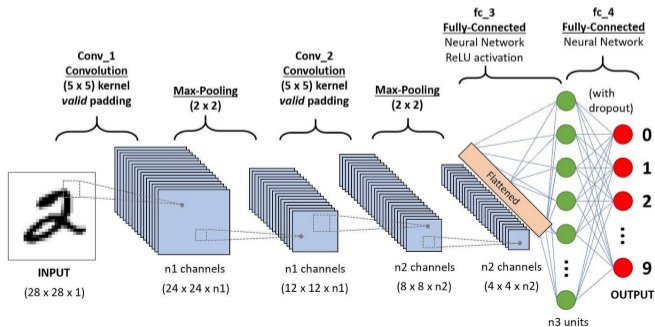 fc_3
Fully-Connected
Neural Network
ReLU activation
fc_4
Fully-Connected
Neural Network
Conv_1
Convolution
(5 x 5) kernel
valid padding
Max-Pooling
(2 x 2)
Conv_2
Convolution
(5 x 5) kernel
valid padding
Max-Pooling
(2 x 2)
(with
dropout)
Flattened
0
1
2
⋮
9
⋮
INPUT
(28 x 28 x 1)
n1 channels
(24 x 24 x n1)
n1 channels
(12 x 12 x n1)
n2 channels
(8 x 8 x n2)
n2 channels
(4 x 4 x n2)
OUTPUT
n3 units